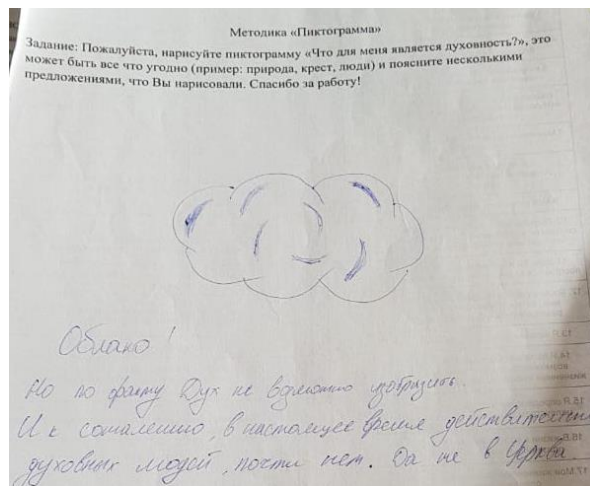 Методика «Пиктограмма»
Задание: Пожалуйста, нарисуйте пиктограмму «Что для меня является духовность?», это
может быть все что угодно (пример: природа, крест, люди) и поясните несколькими
предложениями, что Вы нарисовали. Спасибо за работу!
Облако!
Но по факту Дух не возможно изобразить.
И к сожалению, в настоящее время действительно
духовных людей, почти нет. Да же в Церква